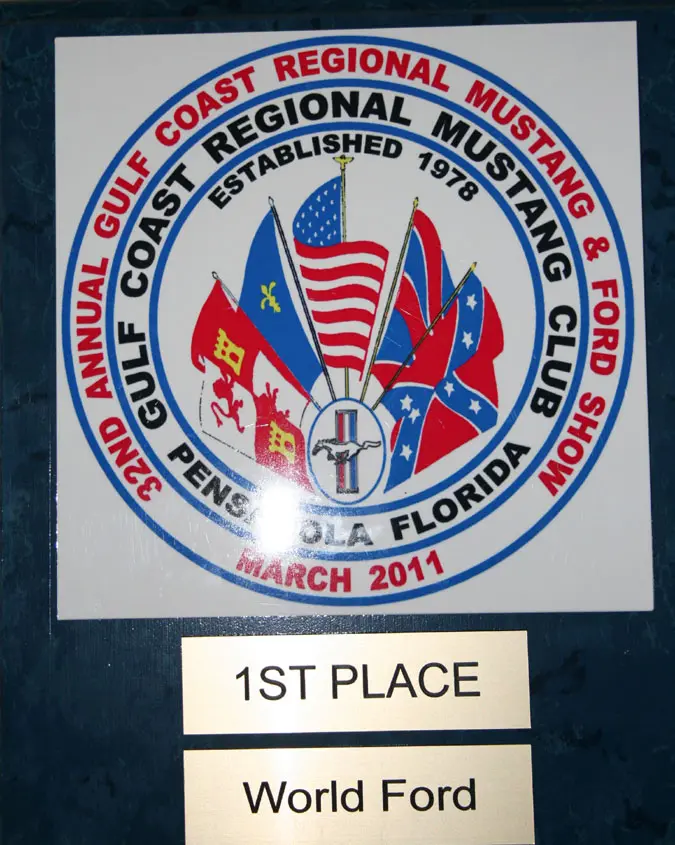 32ND ANNUAL GULF COAST REGIONAL MUSTANG & FORD SHOW
GULF COAST REGIONAL MUSTANG CLUB
ESTABLISHED 1978
PENSACOLA FLORIDA
MARCH 2011
1ST PLACE
World Ford